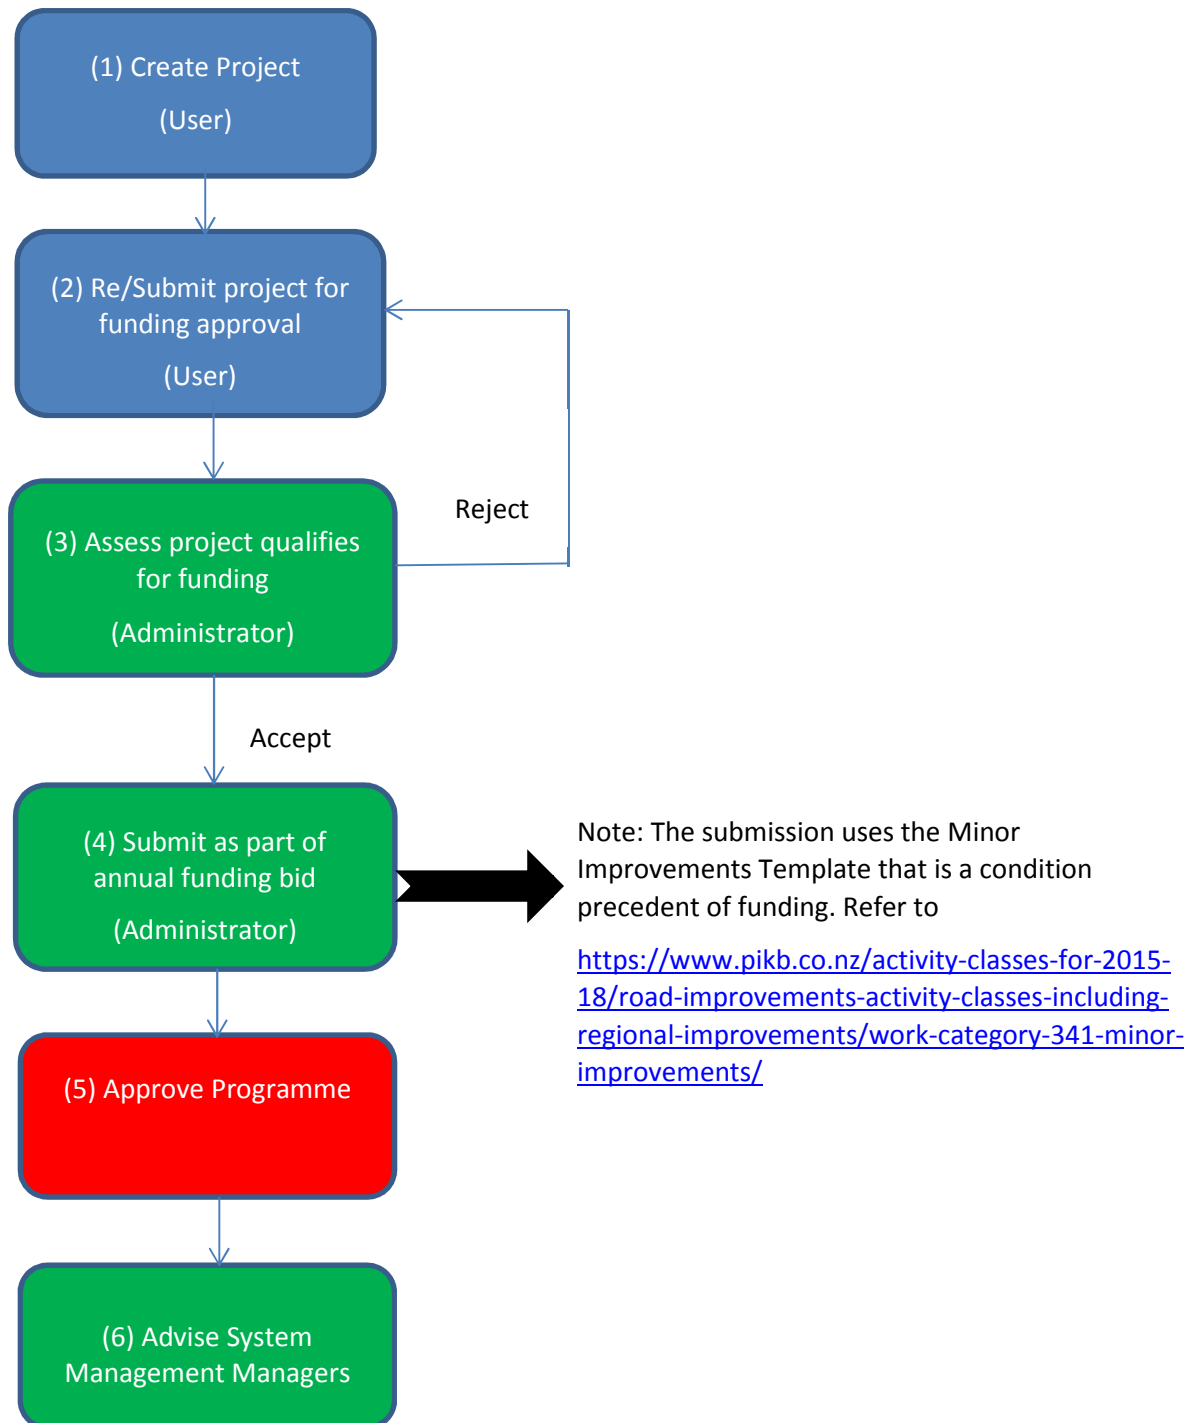 (1) Create Project
(User)
(2) Re/Submit project for
funding approval
(User)
Reject
(3) Assess project qualifies
for funding
(Administrator)
Accept
(4) Submit as part of
annual funding bid
(Administrator)
Note: The submission uses the Minor
Improvements Template that is a condition
precedent of funding. Refer to
https://www.pikb.co.nz/activity-classes-for-2015-
18/road-improvements-activity-classes-including-
regional-improvements/work-category-341-minor-
improvements/
(5) Approve Programme
(6) Advise System
Management Managers